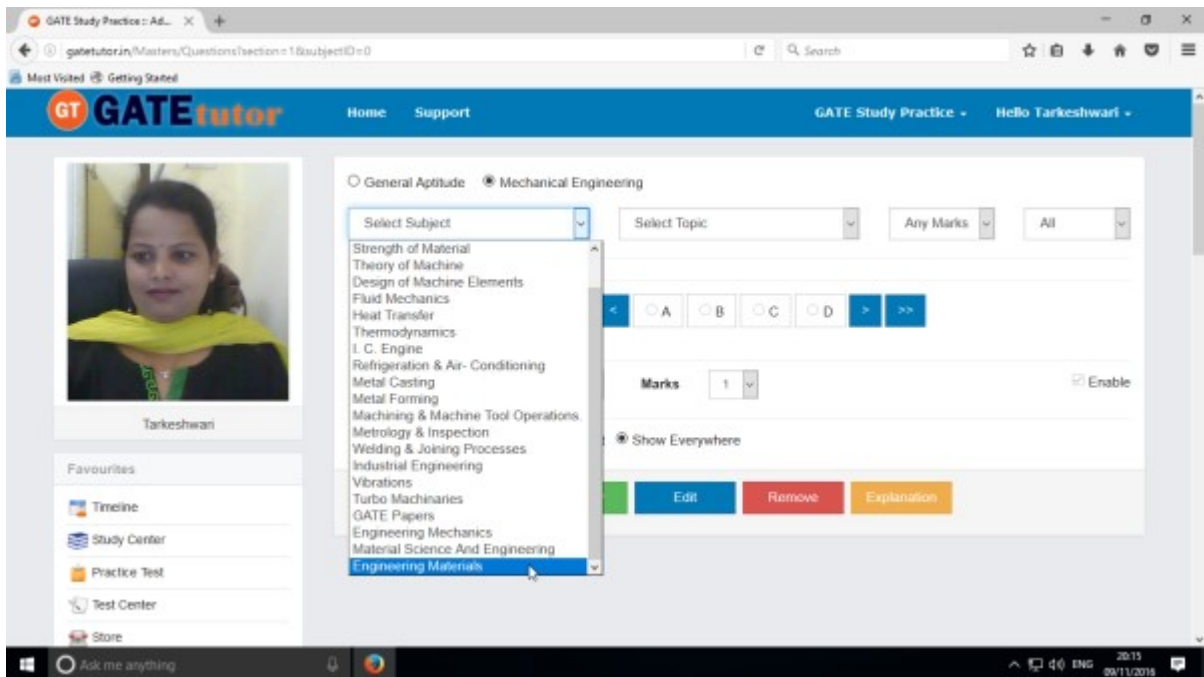 GATE Study Practice :: Ad...
gatetutor.in/Masters/Questions?section=1&subjectID=0
Search
Most Visited Getting Started
GT GATEtutor Home Support GATE Study Practice Hello Tarkeshwari
General Aptitude Mechanical Engineering
Select Subject Select Topic Any Marks All
Strength of Material
Theory of Machine
Design of Machine Elements
Fluid Mechanics
Heat Transfer
Thermodynamics
I. C. Engine
Refrigeration & Air- Conditioning
Metal Casting
Metal Forming
Machining & Machine Tool Operations.
Metrology & Inspection
Welding & Joining Processes
Industrial Engineering
Vibrations
Turbo Machinaries
GATE Papers
Engineering Mechanics
Material Science And Engineering
Engineering Materials
< A B C D > >>
Marks 1 Enable
Show Everywhere
Edit Remove Explanation
Tarkeshwari
Favourites
Timeline
Study Center
Practice Test
Test Center
Store
Ask me anything
ENG 20:15
09/11/2016